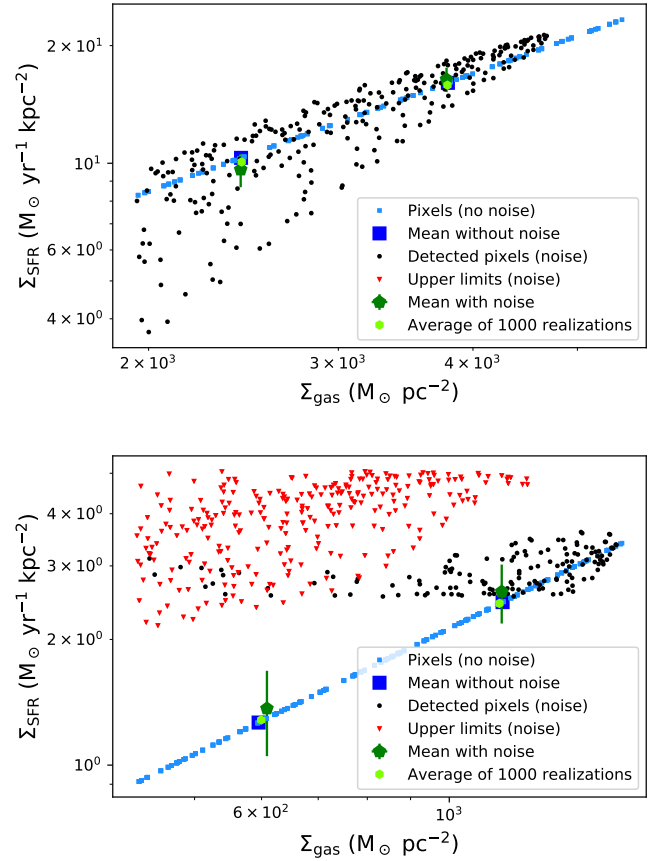 2 × 10¹
10¹
6 × 10⁰
4 × 10⁰
Σ_SFR (M_⊙ yr⁻¹ kpc⁻²)
Pixels (no noise)
Mean without noise
Detected pixels (noise)
Upper limits (noise)
Mean with noise
Average of 1000 realizations
2 × 10³
3 × 10³
4 × 10³
Σ_gas (M_⊙ pc⁻²)
4 × 10⁰
3 × 10⁰
2 × 10⁰
10⁰
Σ_SFR (M_⊙ yr⁻¹ kpc⁻²)
Pixels (no noise)
Mean without noise
Detected pixels (noise)
Upper limits (noise)
Mean with noise
Average of 1000 realizations
6 × 10²
10³
Σ_gas (M_⊙ pc⁻²)